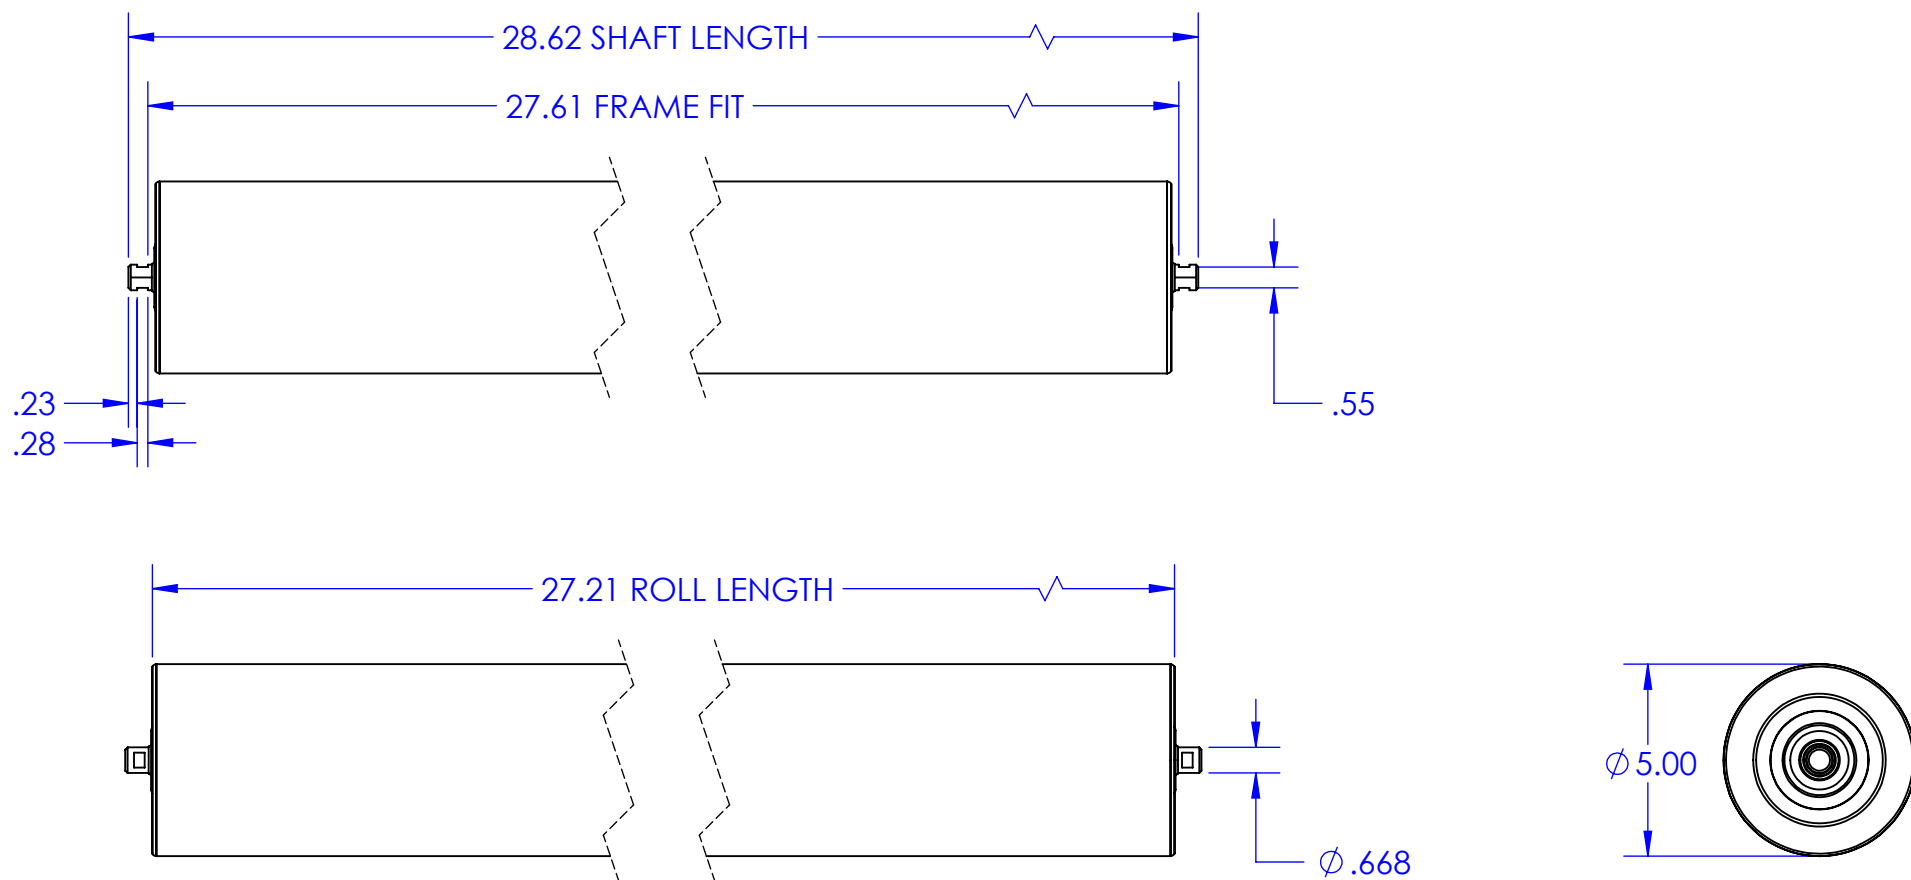 28.62 SHAFT LENGTH
27.61 FRAME FIT
.23
.28
.55
27.21 ROLL LENGTH
∅ 5.00
∅ .668